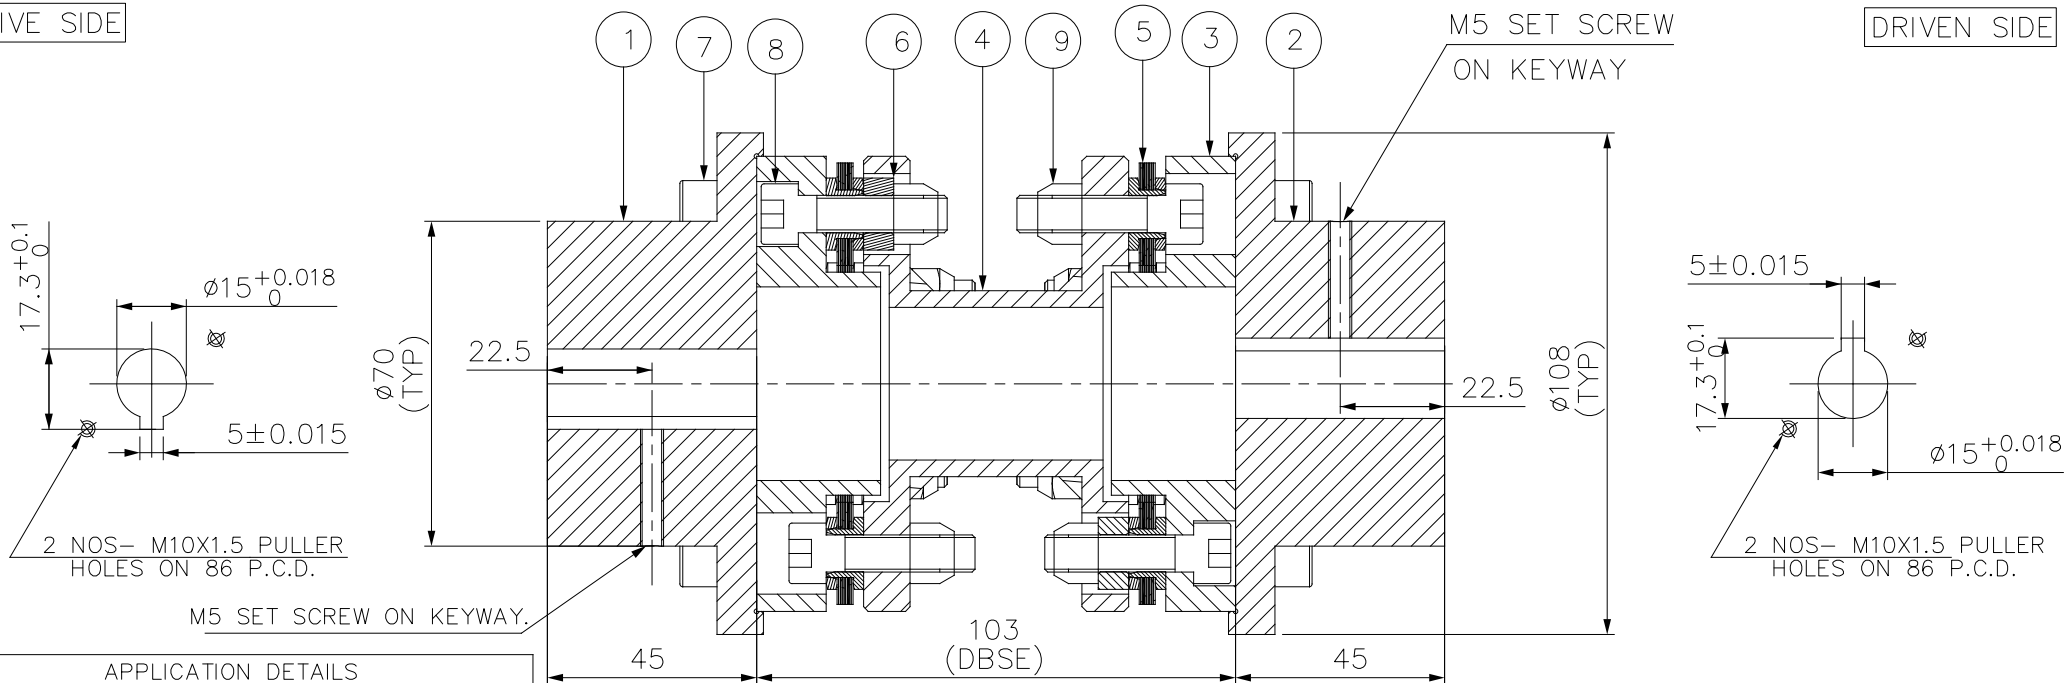 IVE SIDE
1
7
8
6
4
9
5
3
2
M5 SET SCREW
ON KEYWAY
DRIVEN SIDE
17.3+0.1
0
ø15+0.018
0
5±0.015
2 NOS- M10X1.5 PULLER
HOLES ON 86 P.C.D.
M5 SET SCREW ON KEYWAY.
ø70
(TYP)
22.5
22.5
ø108
(TYP)
5±0.015
17.3+0.1
0
ø15+0.018
0
2 NOS- M10X1.5 PULLER
HOLES ON 86 P.C.D.
45
103
(DBSE)
45
APPLICATION DETAILS